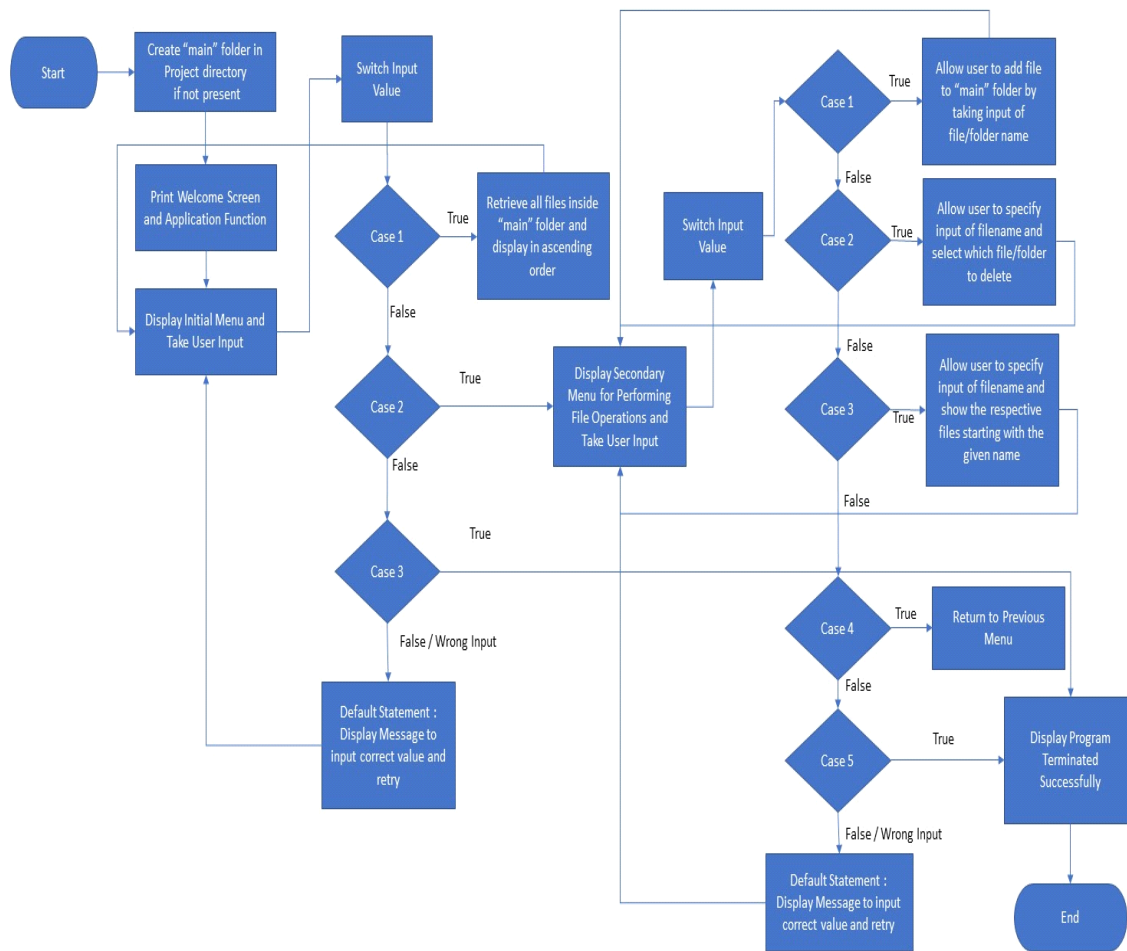 Start
Create “main” folder in
Project directory
if not present
Print Welcome Screen
and Application Function
Display Initial Menu and
Take User Input
Switch Input
Value
Case 1
True
Retrieve all files inside
“main” folder and
display in ascending
order
False
Case 2
True
False
Case 3
True
False / Wrong Input
Default Statement :
Display Message to
input correct value and
retry
Display Secondary
Menu for Performing
File Operations and
Take User Input
Switch Input
Value
Case 1
True
Allow user to add file
to “main” folder by
taking input of
file/folder name
False
Case 2
True
Allow user to specify
input of filename and
select which file/folder
to delete
False
Case 3
True
Allow user to specify
input of filename and
show the respective
files starting with the
given name
False
Case 4
True
Return to Previous
Menu
False
Case 5
True
Display Program
Terminated
Successfully
False / Wrong Input
Default Statement :
Display Message to input
correct value and retry
End